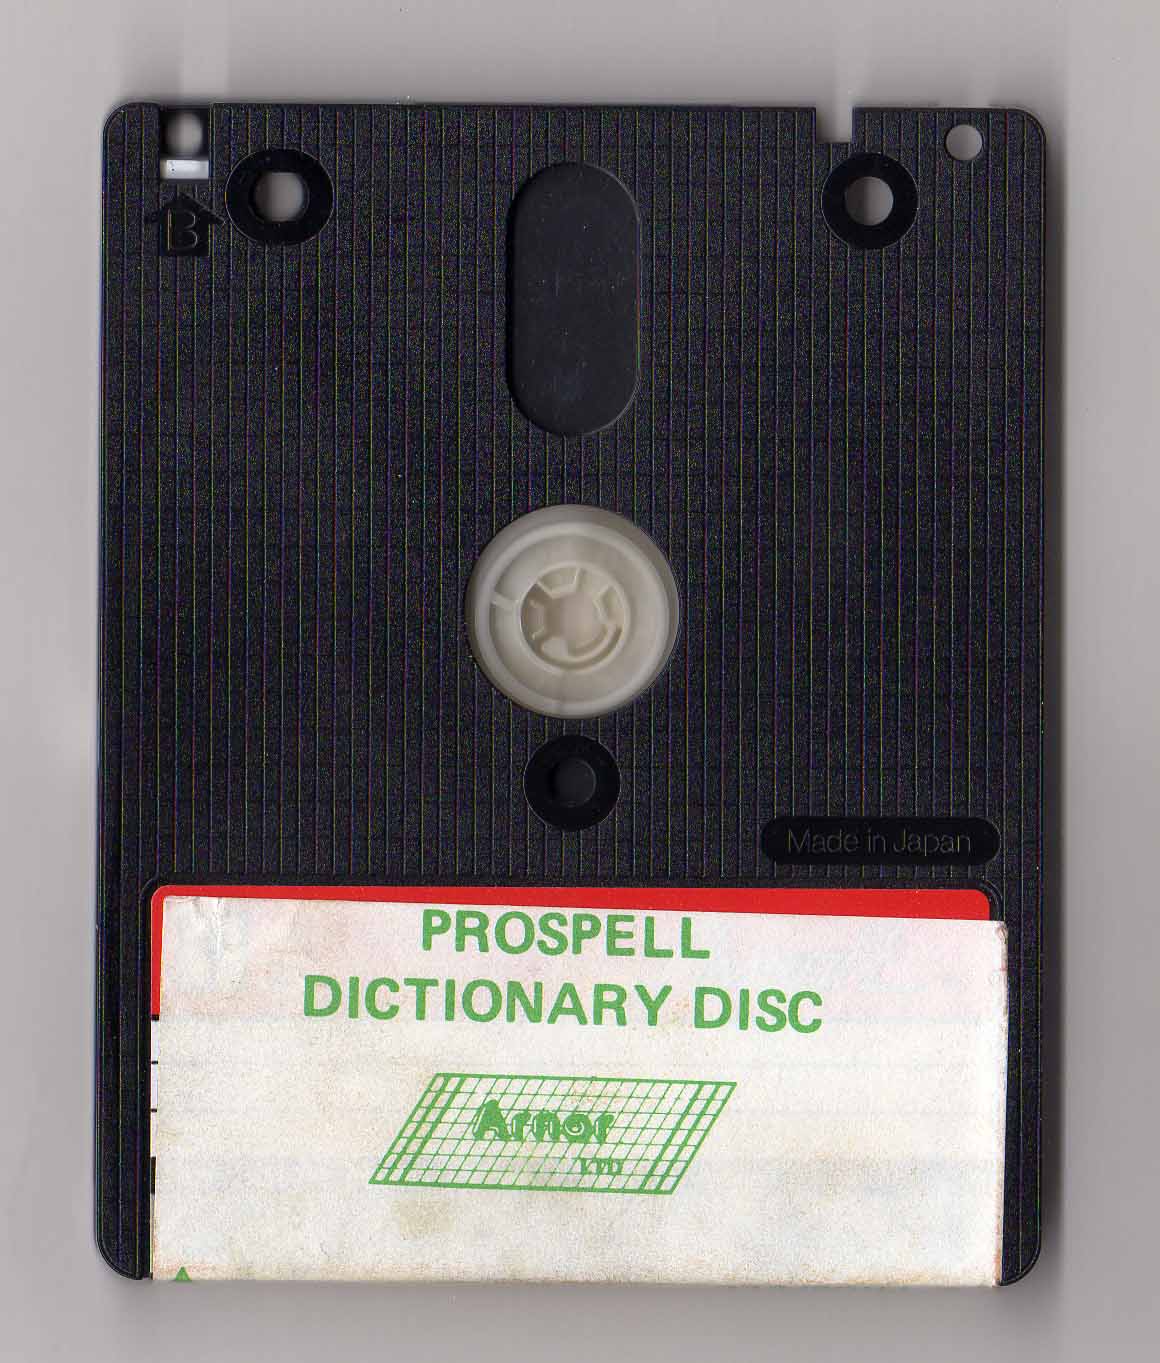 B
Made in Japan
PROSPELL
DICTIONARY DISC
Arnor
LTD